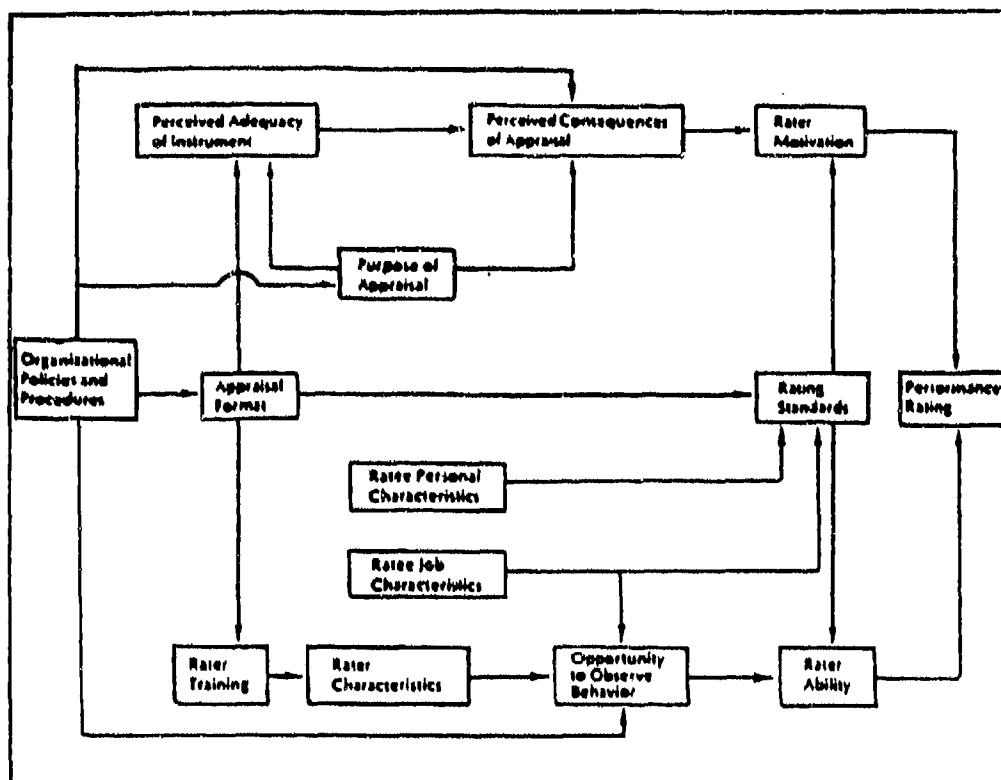 Perceived Adequacy
of Instrument
Perceived Consequences
of Appraisal
Rater
Motivation
Purpose of
Appraisal
Organizational
Policies and
Procedures
Appraisal
Format
Rating
Standards
Performance
Rating
Ratee Personal
Characteristics
Ratee Job
Characteristics
Rater
Training
Rater
Characteristics
Opportunity
to Observe
Behavior
Rater
Ability